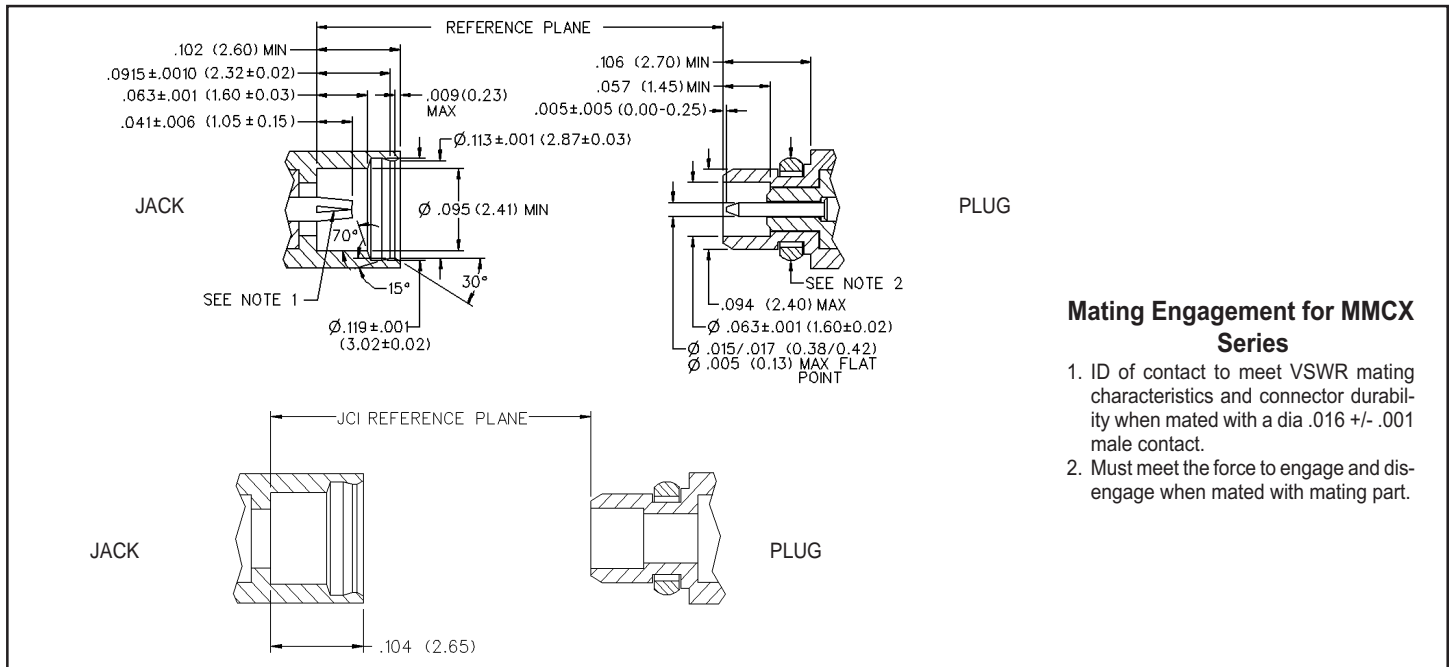 REFERENCE PLANE
.102 (2.60) MIN
.0915±.0010 (2.32±0.02)
.063±.001 (1.60±0.03)
.041±.006 (1.05±0.15)
.009(0.23)
MAX
Ø.113±.001 (2.87±0.03)
JACK
Ø .095 (2.41) MIN
70°
15°
30°
SEE NOTE 1
Ø.119±.001
(3.02±0.02)
.106 (2.70) MIN
.057 (1.45) MIN
.005±.005 (0.00-0.25)
PLUG
SEE NOTE 2
.094 (2.40) MAX
Ø .063±.001 (1.60±0.02)
Ø .015/.017 (0.38/0.42)
Ø .005 (0.13) MAX FLAT
POINT
Mating Engagement for MMCX
Series
1. ID of contact to meet VSWR mating
characteristics and connector durabil-
ity when mated with a dia .016 +/- .001
male contact.
2. Must meet the force to engage and dis-
engage when mated with mating part.
JCI REFERENCE PLANE
JACK
PLUG
.104 (2.65)